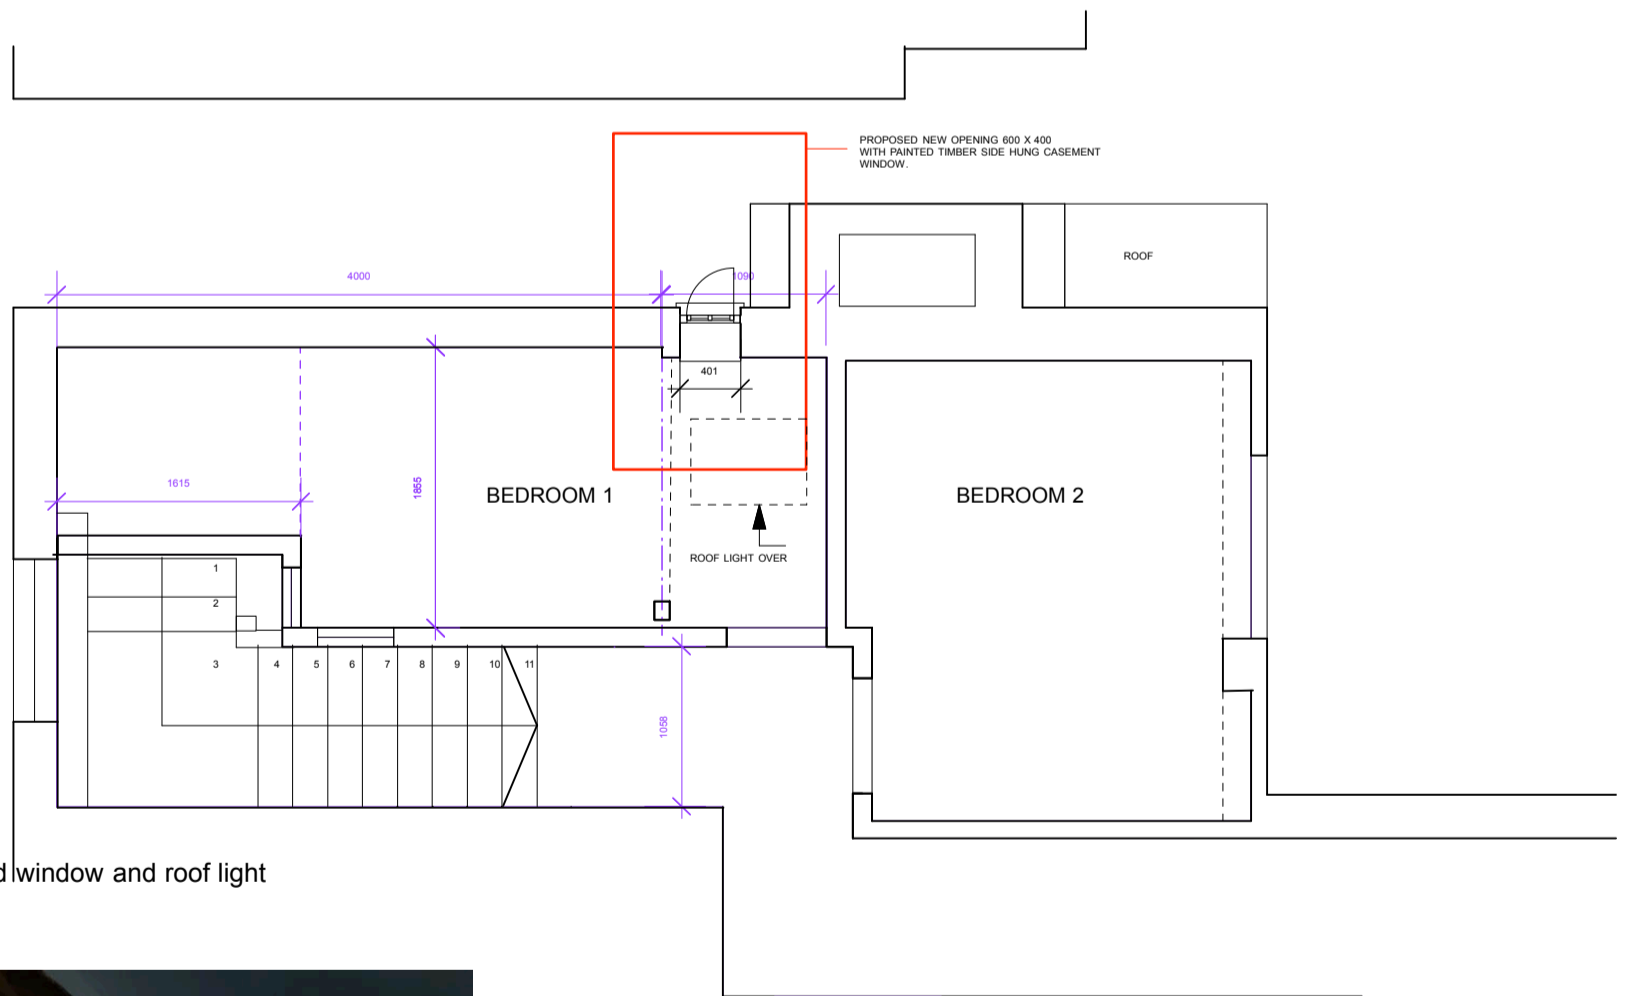 PROPOSED NEW OPENING 600 X 400
WITH PAINTED TIMBER SIDE HUNG CASEMENT
WINDOW.
ROOF
4000
1090
401
1615
1855
BEDROOM 1
BEDROOM 2
ROOF LIGHT OVER
1
2
3
4
5
6
7
8
9
10
11
1058
d window and roof light